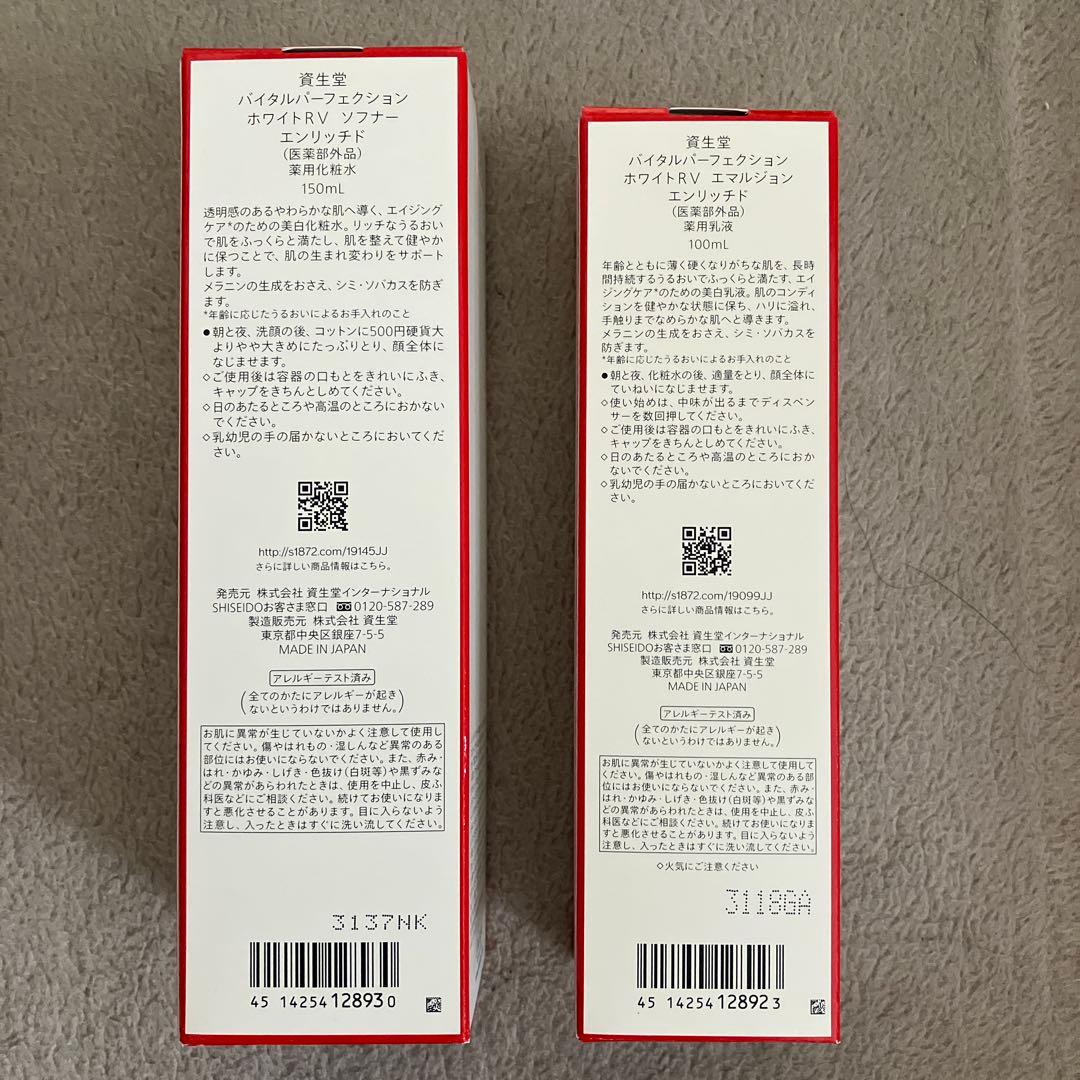 資生堂
バイタルパーフェクション
ホワイトRV ソフナー
エンリッチド
(医薬部外品)
薬用化粧水
150mL
透明感のあるやわらかな肌へ導く、エイジング
ケア*のための美白化粧水。リッチなうるおい
で肌をふっくらと満たし、肌を整えて健やか
に保つことで、肌の生まれ変わりをサポート
します。
メラニンの生成をおさえ、シミ・ソバカスを防ぎ
ます。
*年齢に応じたうるおいによるお手入れのこと
●朝と夜、洗顔の後、コットンに500円硬貨大
よりやや大きめにたっぷりとり、顔全体に
なじませます。
◇ご使用後は容器の口もとをきれいにふき、
キャップをきちんとしめてください。
◇日のあたるところや高温のところにおかない
でください。
◇乳幼児の手の届かないところにおいてくだ
さい。
http://s1872.com/19145JJ
さらに詳しい商品情報はこちら。
発売元 株式会社 資生堂インターナショナル
SHISEIDOお客さま窓口 0120-587-289
製造販売元 株式会社 資生堂
東京都中央区銀座7-5-5
MADE IN JAPAN
アレルギーテスト済み
(全てのかたにアレルギーが起き
ないというわけではありません。)
お肌に異常が生じていないかよく注意して使用し
てください。傷やはれもの・湿しんなど異常のある
部位にはお使いにならないでください。また、赤み・
はれ・かゆみ・しげき・色抜け(白斑等)や黒ずみな
どの異常があらわれたときは、使用を中止し、皮ふ
科医などにご相談ください。続けてお使いになりま
すと悪化させることがあります。目に入らないよう
注意し、入ったときはすぐに洗い流してください。
3137NK
45 14254 12893 0
資生堂
バイタルパーフェクション
ホワイトRV エマルジョン
エンリッチド
(医薬部外品)
薬用乳液
100mL
年齢とともに薄く硬くなりがちな肌を、長時
間持続するうるおいでふっくらと満たす、エイ
ジングケア*のための美白乳液。肌のコンディ
ションを健やかな状態に保ち、ハリに溢れ、
手触りまでなめらかな肌へと導きます。
メラニンの生成をおさえ、シミ・ソバカスを
防ぎます。
*年齢に応じたうるおいによるお手入れのこと
●朝と夜、化粧水の後、適量をとり、顔全体に
ていねいになじませます。
◇使い始めは、中味が出るまでディスペン
サーを数回押してください。
◇ご使用後は容器の口もとをきれいにふき、
キャップをきちんとしめてください。
◇日のあたるところや高温のところにおか
ないでください。
◇乳幼児の手の届かないところにおいてくだ
さい。
http://s1872.com/19099JJ
さらに詳しい商品情報はこちら。
発売元 株式会社 資生堂インターナショナル
SHISEIDOお客さま窓口 0120-587-289
製造販売元 株式会社 資生堂
東京都中央区銀座7-5-5
MADE IN JAPAN
アレルギーテスト済み
(全てのかたにアレルギーが起き
ないというわけではありません。)
お肌に異常が生じていないかよく注意して使用して
ください。傷やはれもの・湿しんなど異常のある部
位にはお使いにならないでください。また、赤み・
はれ・かゆみ・しげき・色抜け(白斑等)や黒ずみな
どの異常があらわれたときは、使用を中止し、皮ふ
科医などにご相談ください。続けてお使いになりま
すと悪化させることがあります。目に入らないよう
注意し、入ったときはすぐに洗い流してください。
◇火気にご注意ください
3118GA
45 14254 12892 3